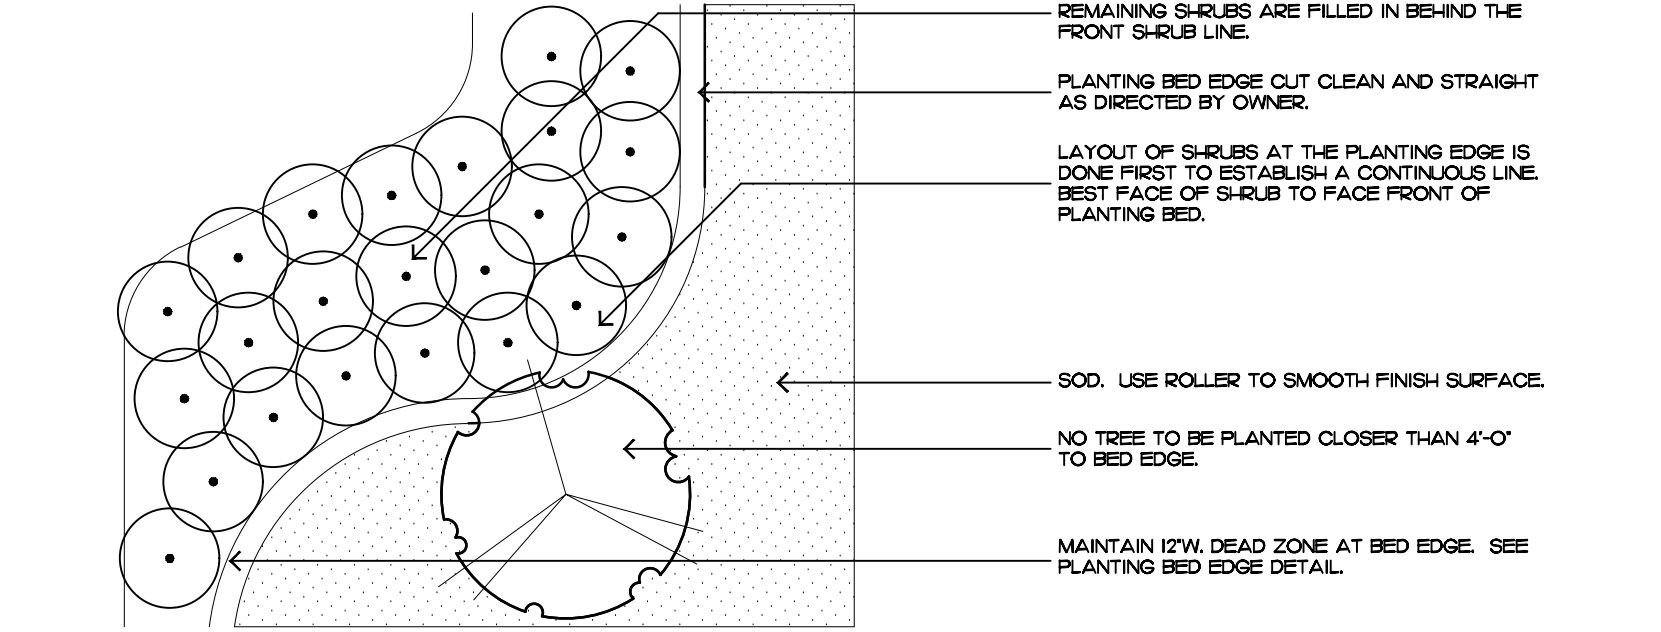 REMAINING SHRUBS ARE FILLED IN BEHIND THE
FRONT SHRUB LINE.
PLANTING BED EDGE CUT CLEAN AND STRAIGHT
AS DIRECTED BY OWNER.
LAYOUT OF SHRUBS AT THE PLANTING EDGE IS
DONE FIRST TO ESTABLISH A CONTINUOUS LINE.
BEST FACE OF SHRUB TO FACE FRONT OF
PLANTING BED.
SOD.  USE ROLLER TO SMOOTH FINISH SURFACE.
NO TREE TO BE PLANTED CLOSER THAN 4'-0"
TO BED EDGE.
MAINTAIN 12"W. DEAD ZONE AT BED EDGE.  SEE
PLANTING BED EDGE DETAIL.